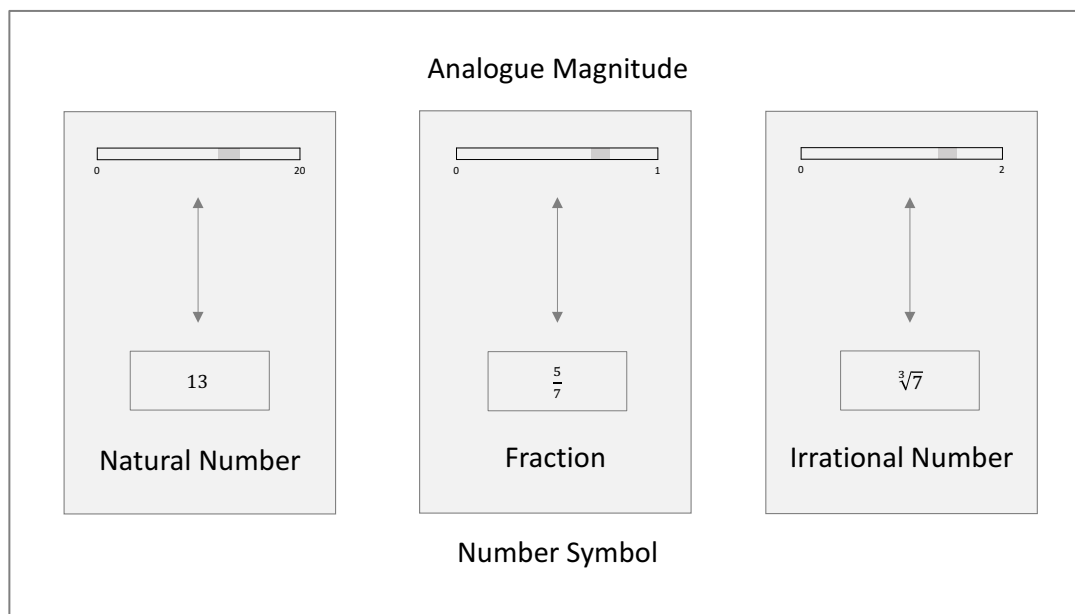 Analogue Magnitude
0 20
0 1
0 2
13
5/7
∛7
Natural Number
Fraction
Irrational Number
Number Symbol